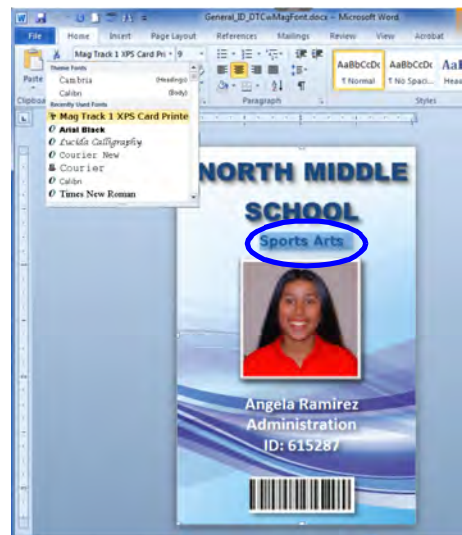 General_ID_DTCwMagFont.docx - Microsoft Word
File Home Insert Page Layout References Mailings Review View Acrobat
Mag Track 1 XPS Card Pri 9
Paste
Clipboa
Theme Fonts
Cambria (Headings)
Calibri (Body)
Recently Used Fonts
Mag Track 1 XPS Card Printe
Arial Black
Lucida Calligraphy
Courier New
Courier
Calibri
Times New Roman
Paragraph
AaBbCcDc AaBbCcDc AaB
¶ Normal ¶ No Spaci... Head
Styles
NORTH MIDDLE
SCHOOL
Sports Arts
Angela Ramirez
Administration
ID: 615287